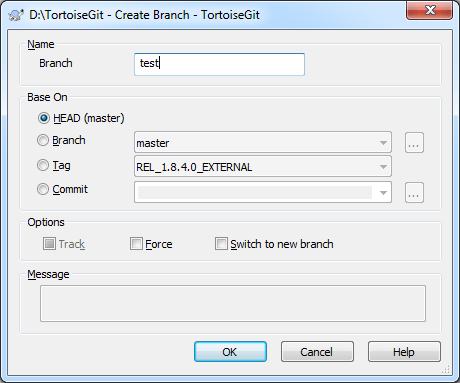 D:\TortoiseGit - Create Branch - TortoiseGit
Name
Branch test
Base On
HEAD (master)
Branch master ...
Tag REL_1.8.4.0_EXTERNAL
Commit ...
Options
Track Force Switch to new branch
Message
OK Cancel Help